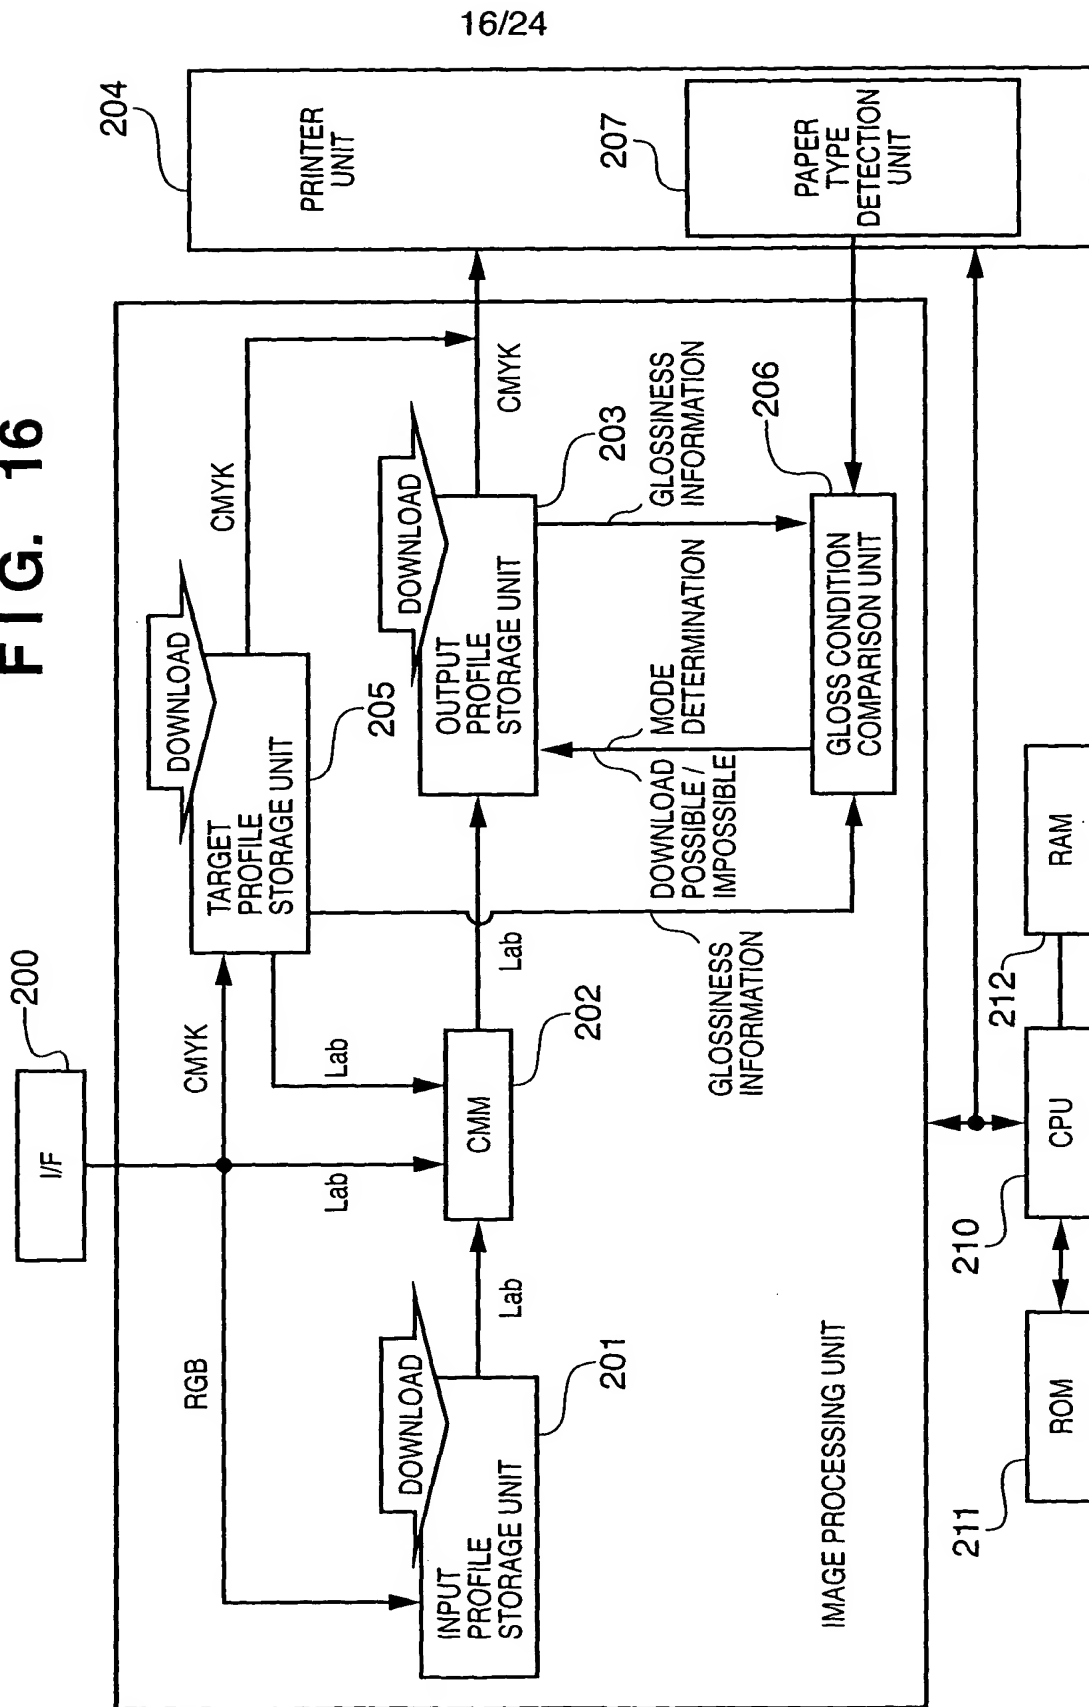 16/24
FIG. 16
200
I/F
RGB
CMYK
Lab
Lab
DOWNLOAD
TARGET
PROFILE
STORAGE UNIT
205
CMYK
DOWNLOAD
INPUT
PROFILE
STORAGE UNIT
201
Lab
CMM
202
Lab
DOWNLOAD
OUTPUT
PROFILE
STORAGE UNIT
203
CMYK
GLOSSINESS
INFORMATION
DOWNLOAD
POSSIBLE /
IMPOSSIBLE
MODE
DETERMINATION
GLOSSINESS
INFORMATION
206
GLOSS CONDITION
COMPARISON UNIT
IMAGE PROCESSING UNIT
204
PRINTER
UNIT
207
PAPER
TYPE
DETECTION
UNIT
211
ROM
210
CPU
212
RAM